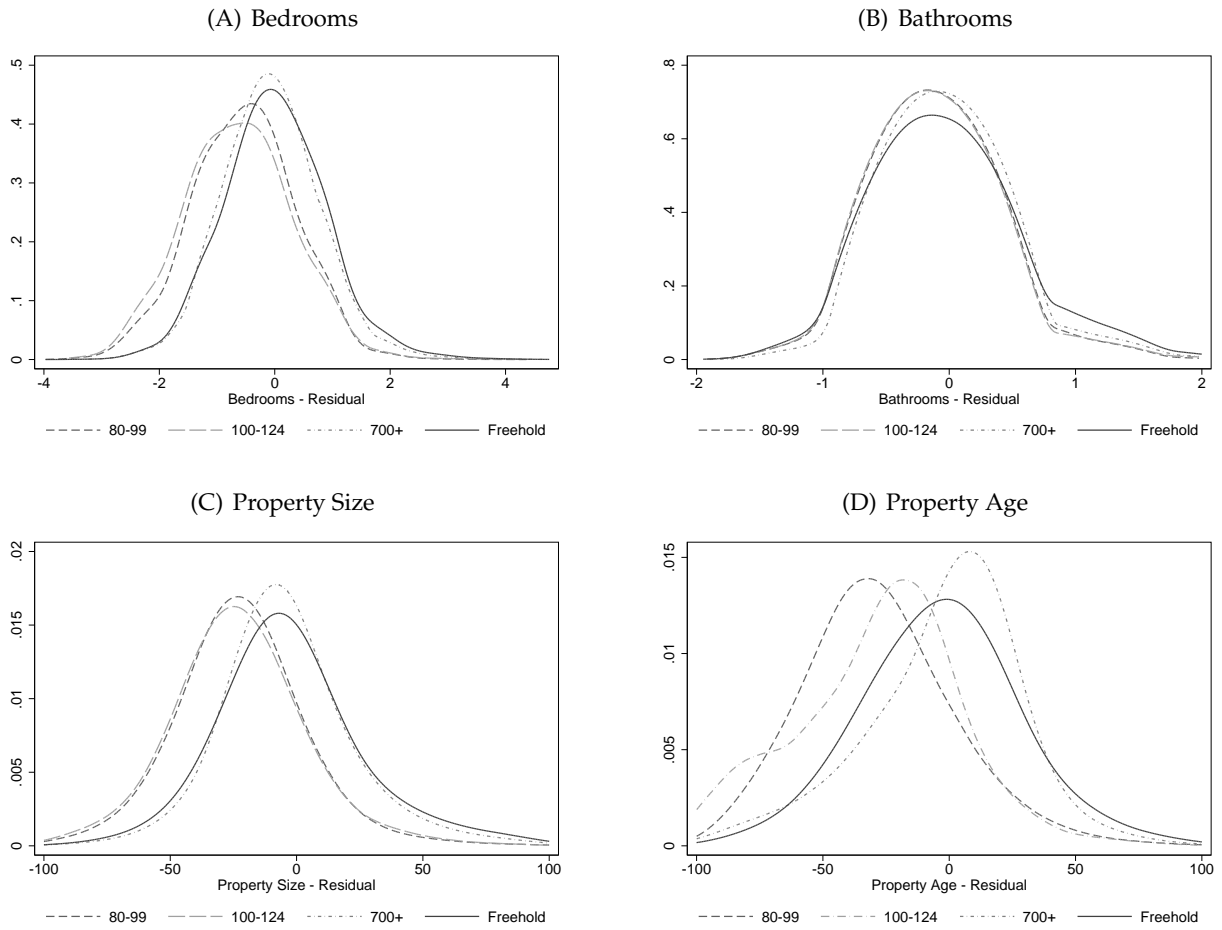 (A) Bedrooms
.5
.4
.3
.2
.1
0
-4 -2 0 2 4
Bedrooms - Residual
80-99 100-124 700+ Freehold
(B) Bathrooms
.8
.6
.4
.2
0
-2 -1 0 1 2
Bathrooms - Residual
80-99 100-124 700+ Freehold
(C) Property Size
.02
.015
.01
.005
0
-100 -50 0 50 100
Property Size - Residual
80-99 100-124 700+ Freehold
(D) Property Age
.015
.01
.005
0
-100 -50 0 50 100
Property Age - Residual
80-99 100-124 700+ Freehold